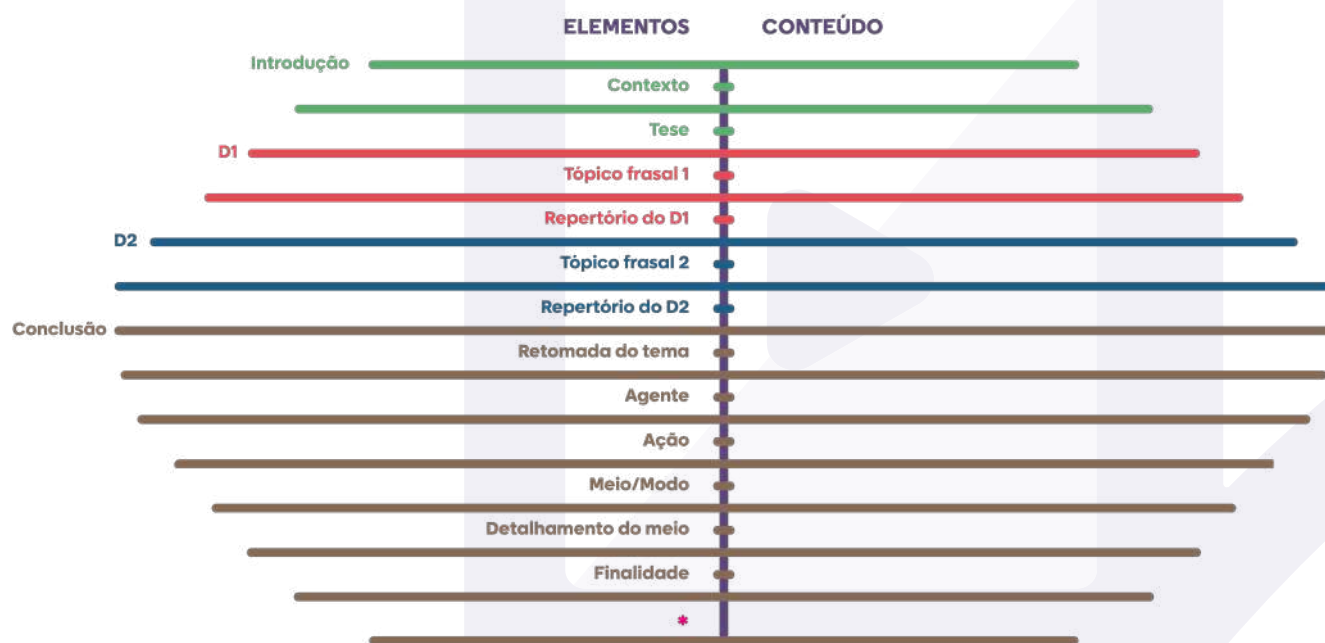 ELEMENTOS CONTEÚDO
Introdução
Contexto
Tese
D1
Tópico frasal 1
Repertório do D1
D2
Tópico frasal 2
Repertório do D2
Conclusão
Retomada do tema
Agente
Ação
Meio/Modo
Detalhamento do meio
Finalidade
*